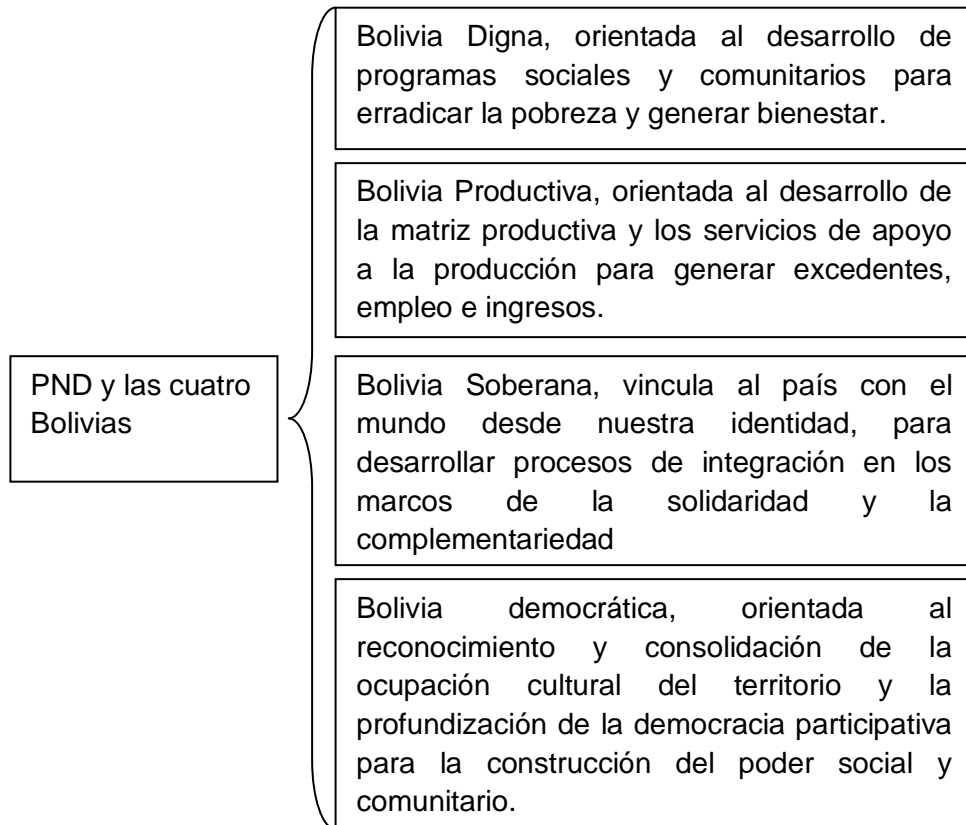 PND y las cuatro
Bolivias
Bolivia Digna, orientada al desarrollo de
programas sociales y comunitarios para
erradicar la pobreza y generar bienestar.
Bolivia Productiva, orientada al desarrollo de
la matriz productiva y los servicios de apoyo
a la producción para generar excedentes,
empleo e ingresos.
Bolivia Soberana, vincula al país con el
mundo desde nuestra identidad, para
desarrollar procesos de integración en los
marcos de la solidaridad y la
complementariedad
Bolivia democrática, orientada al
reconocimiento y consolidación de la
ocupación cultural del territorio y la
profundización de la democracia participativa
para la construcción del poder social y
comunitario.